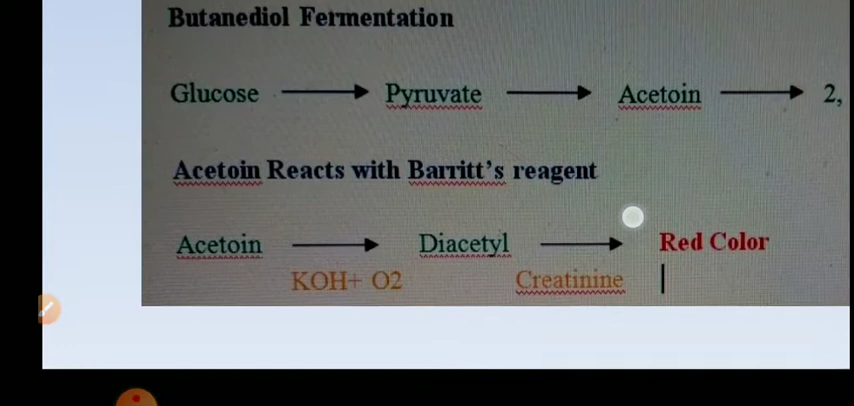 Butanediol Fermentation
Glucose Pyruvate Acetoin 2,
Acetoin Reacts with Barritt's reagent
Acetoin Diacetyl Red Color
KOH+ O2 Creatinine